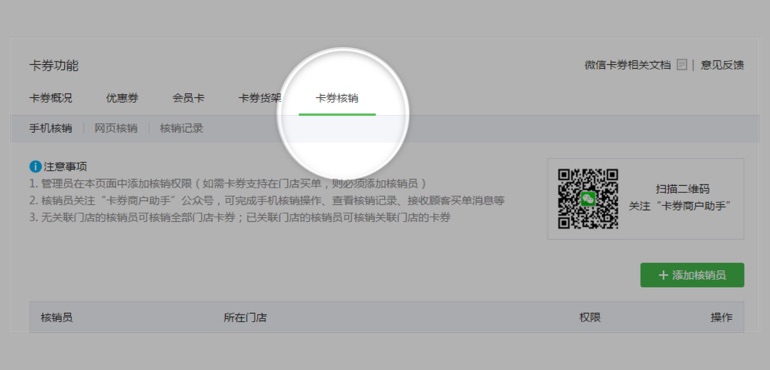 卡券功能
微信卡券相关文档 | 意见反馈
卡券概况 优惠券 会员卡 卡券货架 卡券核销
手机核销 网页核销 核销记录
注意事项
1. 管理员在本页面中添加核销权限（如需卡券支持在门店买单，则必须添加核销员）
2. 核销员关注“卡券商户助手”公众号，可完成手机核销操作、查看核销记录、接收顾客买单消息等
3. 无关联门店的核销员可核销全部门店卡券；已关联门店的核销员可核销关联门店的卡券
扫描二维码
关注“卡券商户助手”
+ 添加核销员
核销员 所在门店 权限 操作